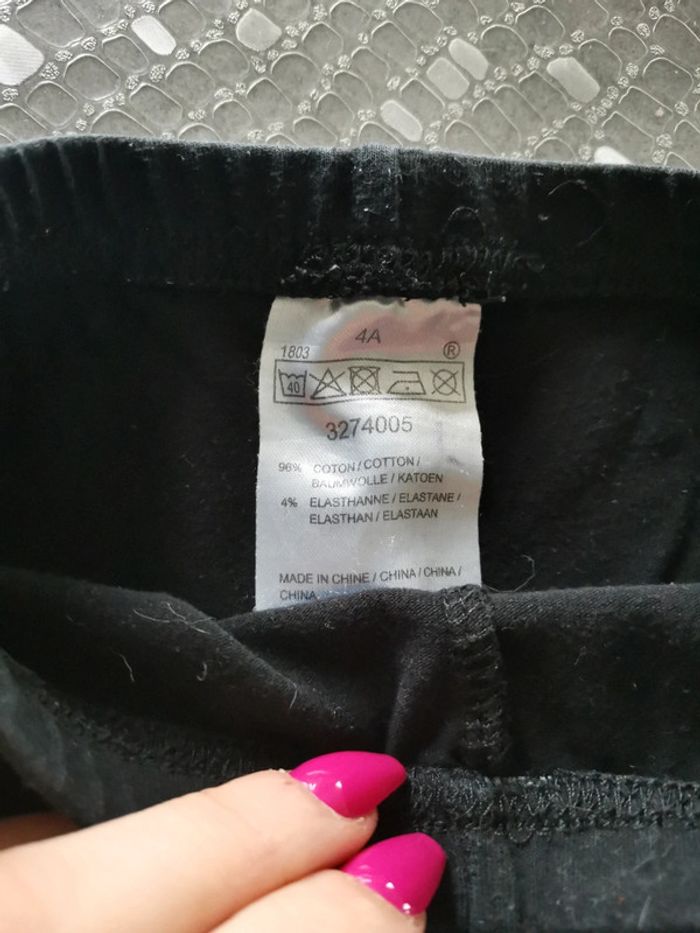 4A
1803 ®
40
3274005
96% COTON / COTTON /
BAUMWOLLE / KATOEN
4% ELASTHANNE / ELASTANE /
ELASTHAN / ELASTAAN
MADE IN CHINE / CHINA / CHINA /
CHINA